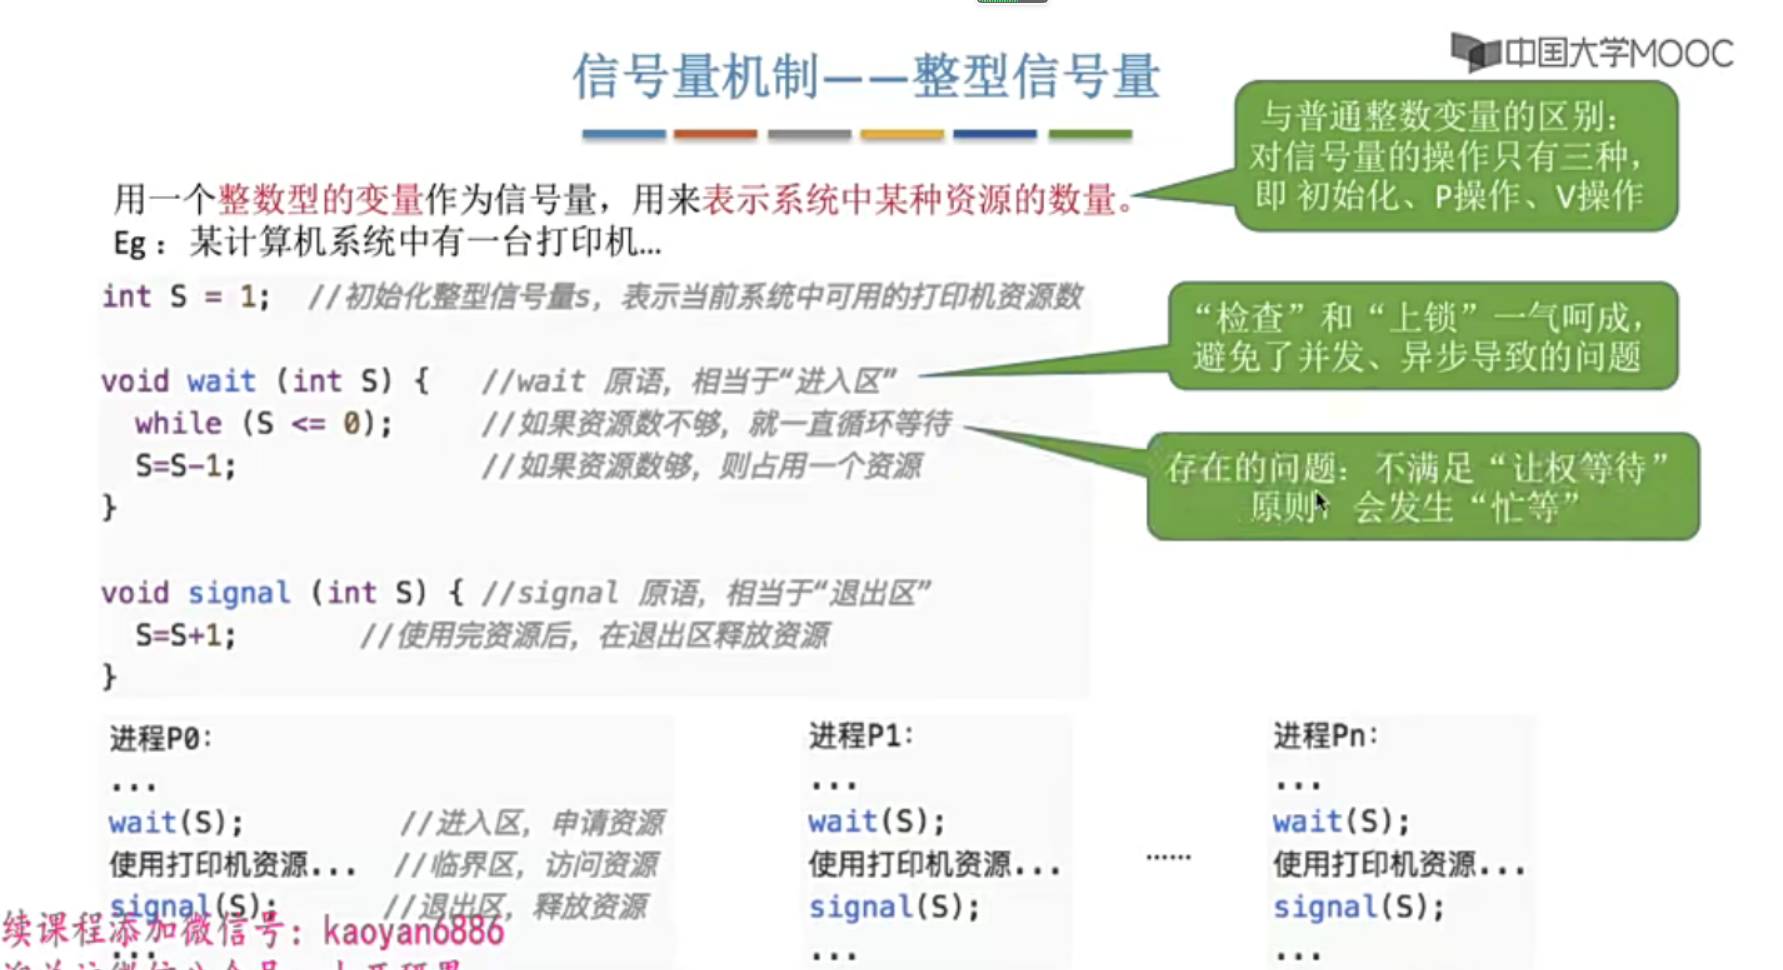 中国大学MOOC
信号量机制——整型信号量
与普通整数变量的区别：
对信号量的操作只有三种，
即 初始化、P操作、V操作
用一个整数型的变量作为信号量，用来表示系统中某种资源的数量。
Eg：某计算机系统中有一台打印机...
int S = 1;  //初始化整型信号量s，表示当前系统中可用的打印机资源数
“检查”和“上锁”一气呵成，
避免了并发、异步导致的问题
void wait (int S) {   //wait 原语，相当于“进入区”
while (S <= 0);     //如果资源数不够，就一直循环等待
S=S-1;              //如果资源数够，则占用一个资源
}
存在的问题：不满足“让权等待”
原则，会发生“忙等”
void signal (int S) { //signal 原语，相当于“退出区”
S=S+1;       //使用完资源后，在退出区释放资源
}
进程P0：
...
wait(S);         //进入区，申请资源
使用打印机资源...  //临界区，访问资源
signal(S);       //退出区，释放资源
...
进程P1：
...
wait(S);
使用打印机资源...
signal(S);
...
......
进程Pn：
...
wait(S);
使用打印机资源...
signal(S);
...
续课程添加微信号：kaoyan6886